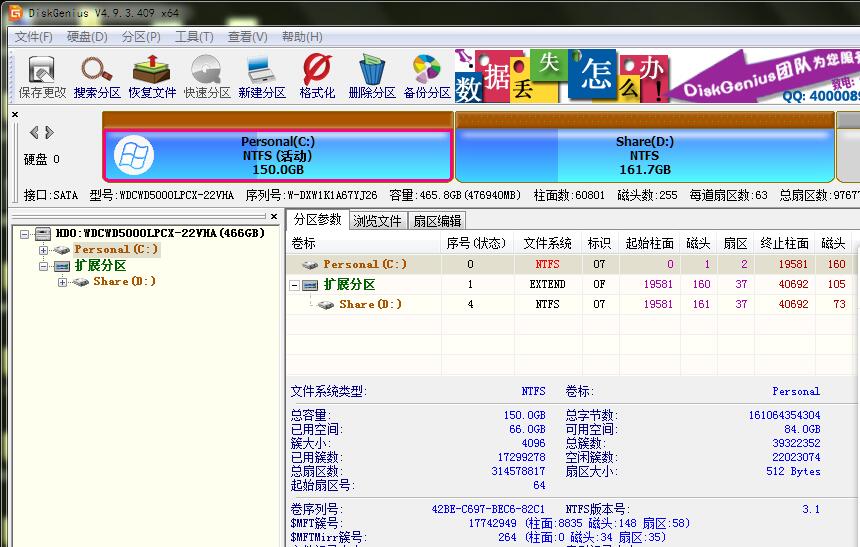 DiskGenius V4.9.3.409 x64
文件(F) 硬盘(D) 分区(P) 工具(T) 查看(V) 帮助(H)
保存更改 搜索分区 恢复文件 快速分区 新建分区 格式化 删除分区 备份分区
数据丢失怎么办!
DiskGenius团队为您服
致电:
QQ: 4000089
硬盘 0
Personal(C:)
NTFS (活动)
150.0GB
Share(D:)
NTFS
161.7GB
接口:SATA 型号:WDCWD5000LPCX-22VHA 序列号:W-DXW1K1A67YJ26 容量:465.8GB(476940MB) 柱面数:60801 磁头数:255 每道扇区数:63 总扇区数:9767
HD0:WDCWD5000LPCX-22VHA(466GB)
Personal(C:)
扩展分区
Share(D:)
分区参数 浏览文件 扇区编辑
卷标 序号(状态) 文件系统 标识 起始柱面 磁头 扇区 终止柱面 磁头
Personal(C:) 0 NTFS 07 0 1 2 19581 160
扩展分区 1 EXTEND 0F 19581 160 37 40692 105
Share(D:) 4 NTFS 07 19581 161 37 40692 73
文件系统类型: NTFS 卷标: Personal
总容量: 150.0GB 总字节数: 161064354304
已用空间: 66.0GB 可用空间: 84.0GB
簇大小: 4096 总簇数: 39322352
已用簇数: 17299278 空闲簇数: 22023074
总扇区数: 314578817 扇区大小: 512 Bytes
起始扇区号: 64
卷序列号: 42BE-C697-BEC6-82C1 NTFS版本号: 3.1
$MFT簇号: 17742949 (柱面:8835 磁头:148 扇区:58)
$MFTMirr簇号: 264 (柱面:0 磁头:34 扇区:35)